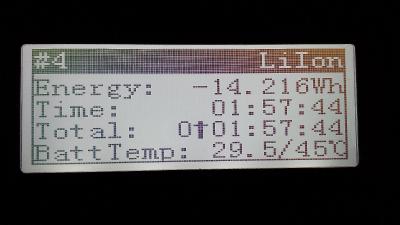 #4 LiIon
Energy: -14.216Wh
Time: 01:57:44
Total: 0†01:57:44
BattTemp: 29.5/45℃